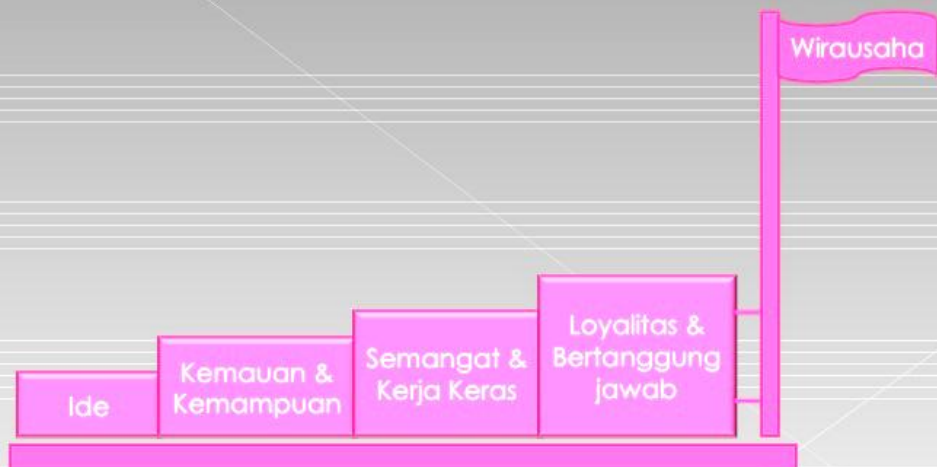 Wirausaha
Ide
Kemauan &
Kemampuan
Semangat &
Kerja Keras
Loyalitas &
Bertanggung
jawab